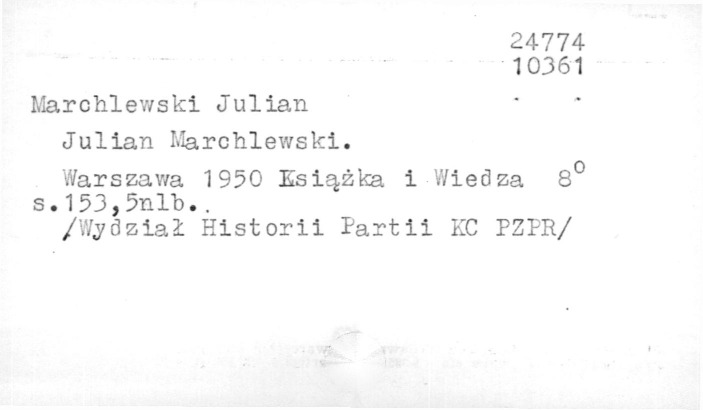 24774
10361
Marchlewski Julian
Julian Marchlewski.
Warszawa 1950 Książka i Wiedza 8°
s.153,5nlb..
/Wydział Historii Partii KC PZPR/